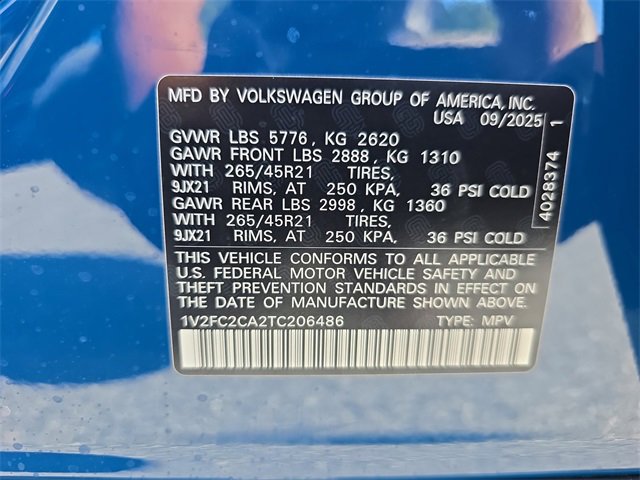 MFD BY VOLKSWAGEN GROUP OF AMERICA, INC.
USA 09/2025
GVWR LBS 5776, KG 2620
GAWR FRONT LBS 2888, KG 1310
WITH 265/45R21 TIRES,
9JX21 RIMS, AT 250 KPA, 36 PSI COLD
GAWR REAR LBS 2998, KG 1360
WITH 265/45R21 TIRES,
9JX21 RIMS, AT 250 KPA, 36 PSI COLD
THIS VEHICLE CONFORMS TO ALL APPLICABLE
U.S. FEDERAL MOTOR VEHICLE SAFETY AND
THEFT PREVENTION STANDARDS IN EFFECT ON
THE DATE OF MANUFACTURE SHOWN ABOVE.
1V2FC2CA2TC206486 TYPE: MPV
4028374 1